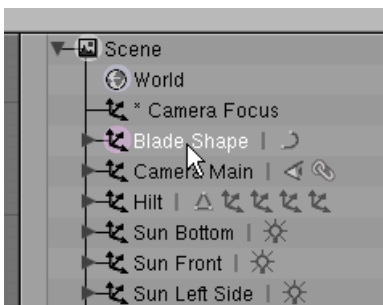 Scene
World
* Camera Focus
Blade Shape |
Camera Main |
Hilt |
Sun Bottom |
Sun Front |
Sun Left Side |